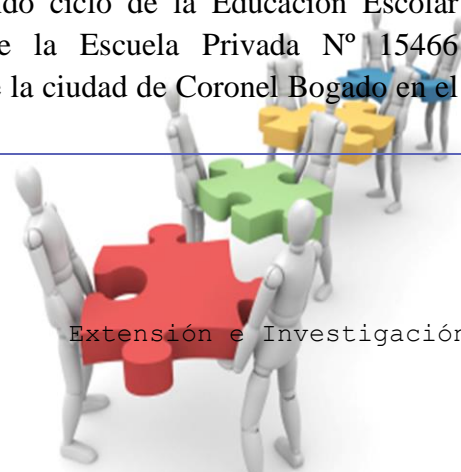 ndo ciclo de la Educación Escolar
e la Escuela Privada Nº 15466
e la ciudad de Coronel Bogado en el
Extensión e Investigación